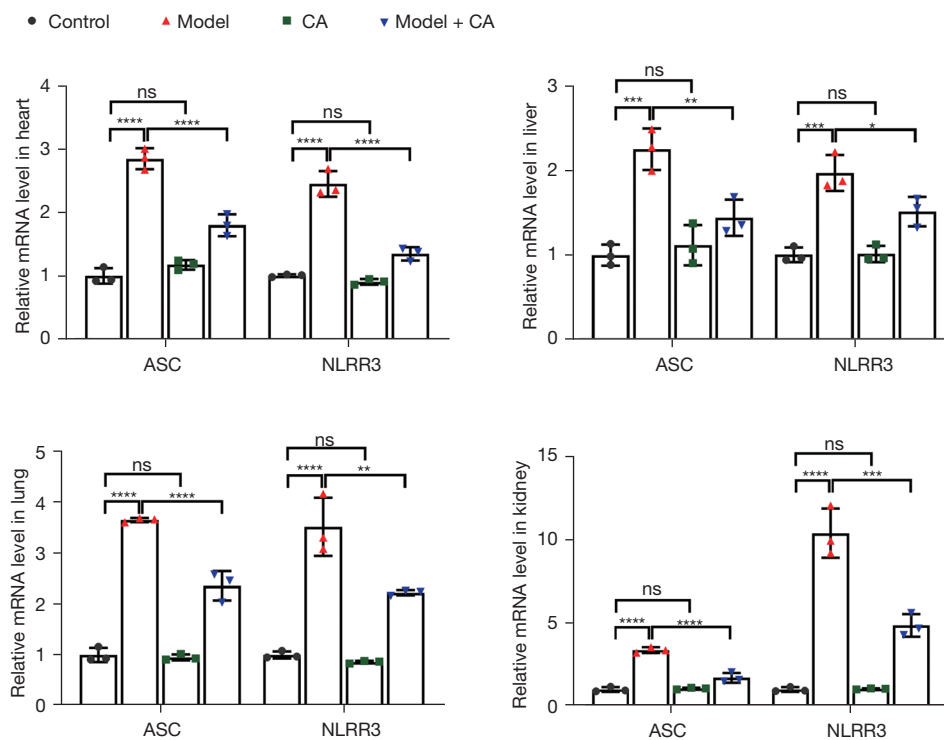 Control Model CA Model + CA
Relative mRNA level in heart
4
3
2
1
0
ns
**** ****
ns
**** ****
ASC NLRR3
Relative mRNA level in liver
3
2
1
0
ns
*** **
ns
*** *
ASC NLRR3
Relative mRNA level in lung
5
4
3
2
1
0
ns
**** ****
ns
**** **
ASC NLRR3
Relative mRNA level in kidney
15
10
5
0
ns
**** ****
ns
**** ***
ASC NLRR3